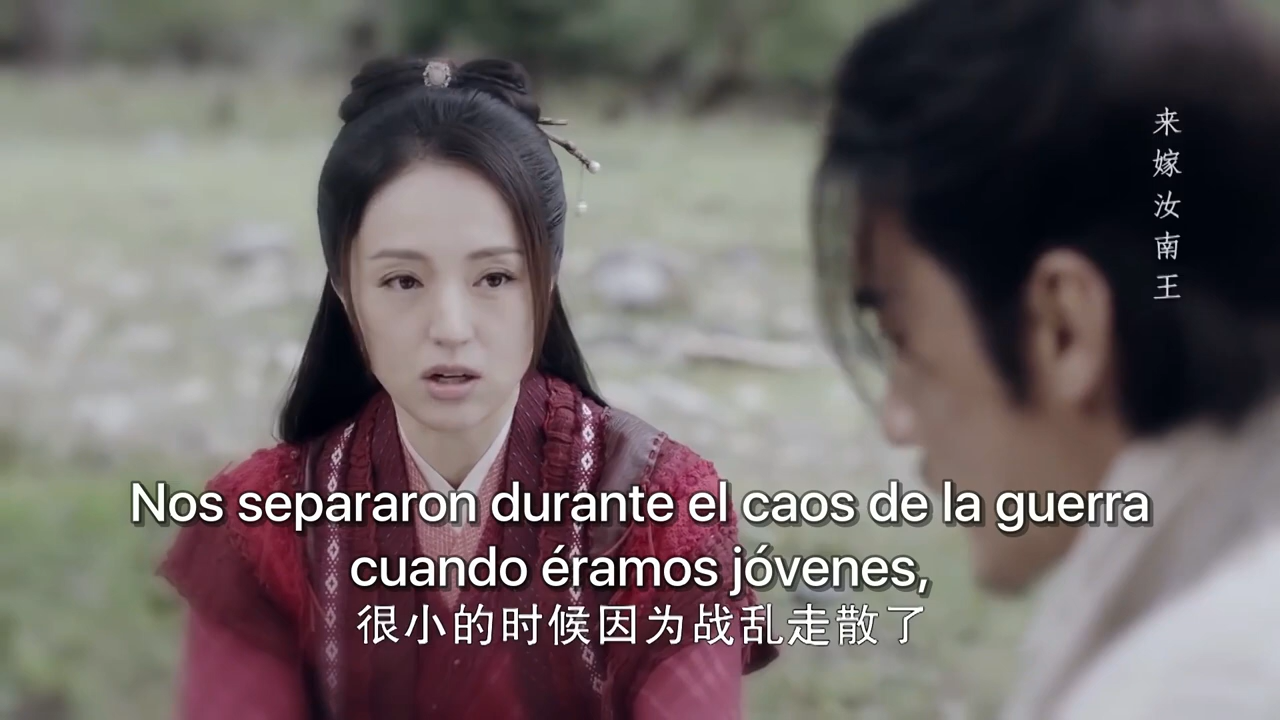 来嫁汝南王
Nos separaron durante el caos de la guerra
cuando éramos jóvenes,
很小的时候因为战乱走散了